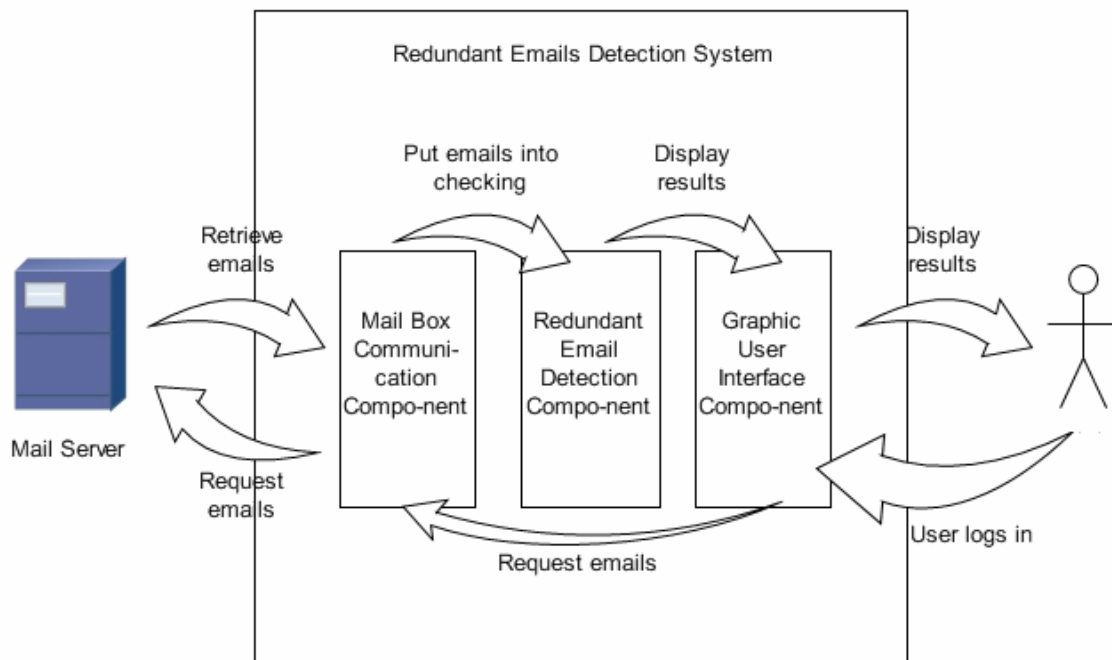 Redundant Emails Detection System
Put emails into
checking
Display
results
Retrieve
emails
Display
results
Mail Box
Communi-
cation
Compo-nent
Redundant
Email
Detection
Compo-nent
Graphic
User
Interface
Compo-nent
Mail Server
Request
emails
Request emails
User logs in